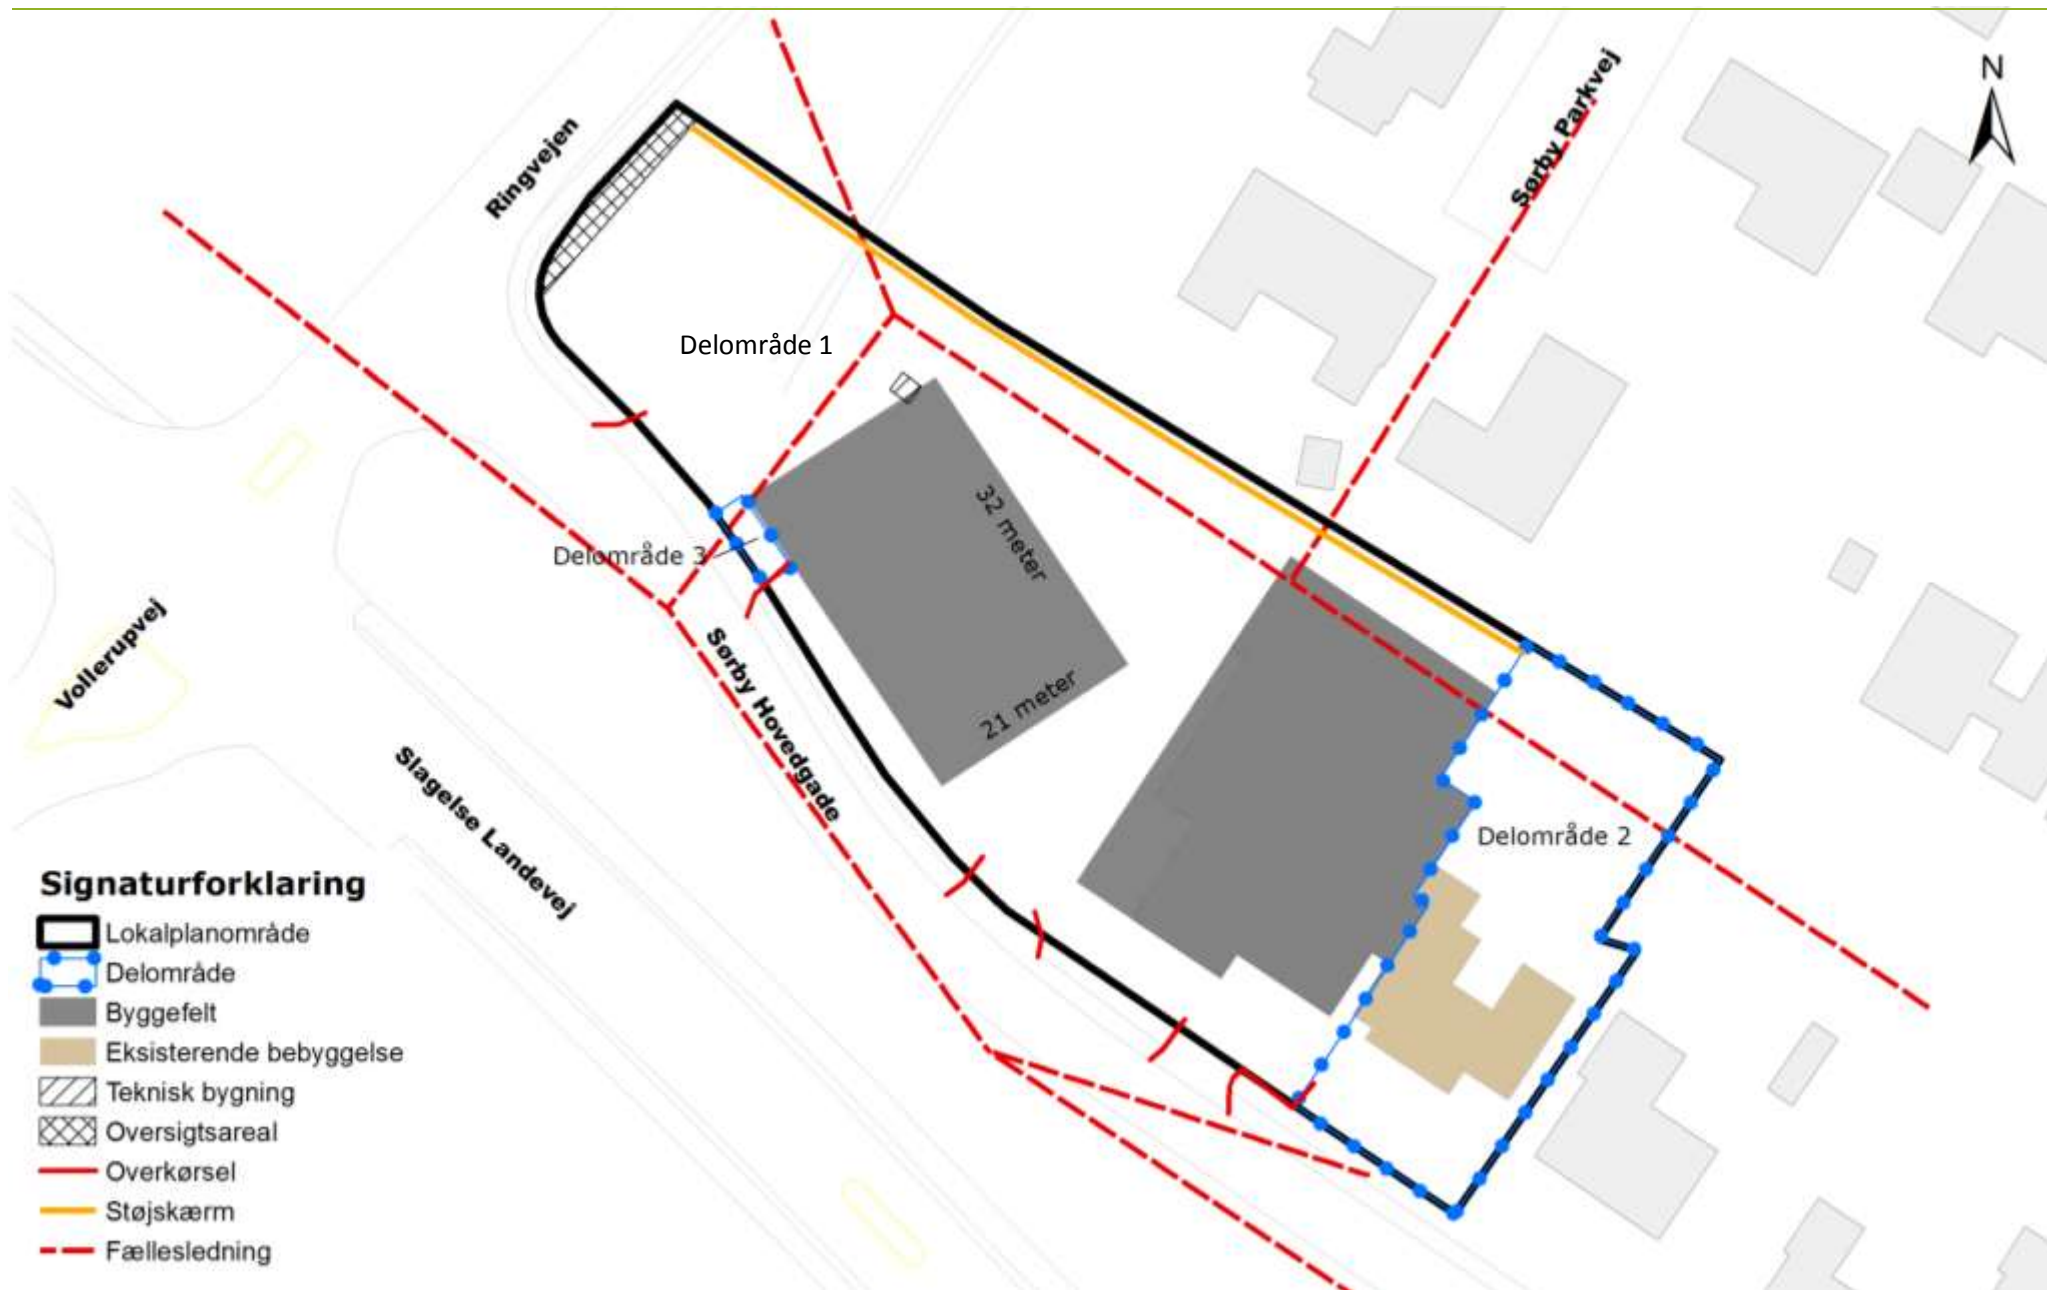 N
Sørby Parkvej
Ringvejen
Delområde 1
32 meter
Delområde 3
Vollerupvej
Sørby Hovedgade
21 meter
Slagelse Landevej
Delområde 2
Signaturforklaring
Lokalplanområde
Delområde
Byggefelt
Eksisterende bebyggelse
Teknisk bygning
Oversigtsareal
Overkørsel
Støjskærm
Fællesledning